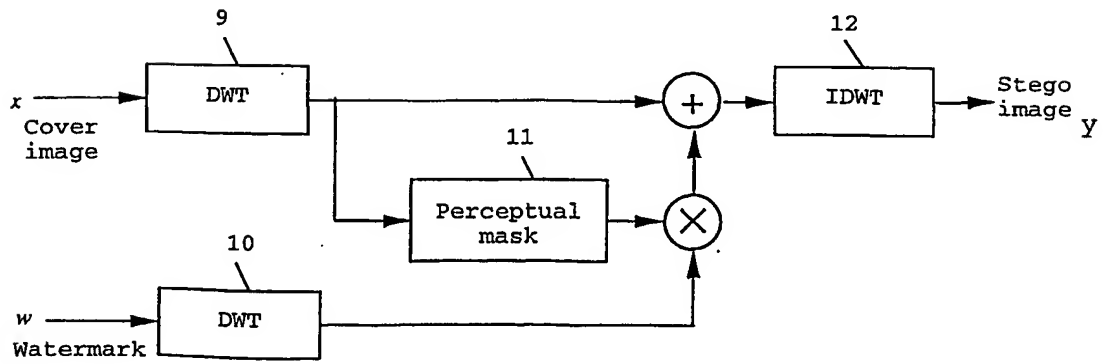 9
12
DWT
IDWT
x
Cover
image
+
Stego
image y
11
Perceptual
mask
×
10
DWT
w
Watermark